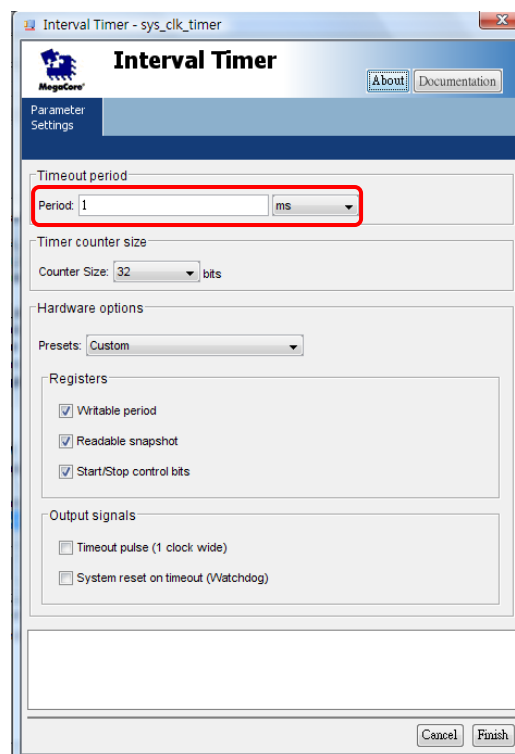 Interval Timer - sys_clk_timer
MegaCore®
Interval Timer
About Documentation
Parameter
Settings
Timeout period
Period: 1 ms
Timer counter size
Counter Size: 32 bits
Hardware options
Presets: Custom
Registers
Writable period
Readable snapshot
Start/Stop control bits
Output signals
Timeout pulse (1 clock wide)
System reset on timeout (Watchdog)
Cancel Finish